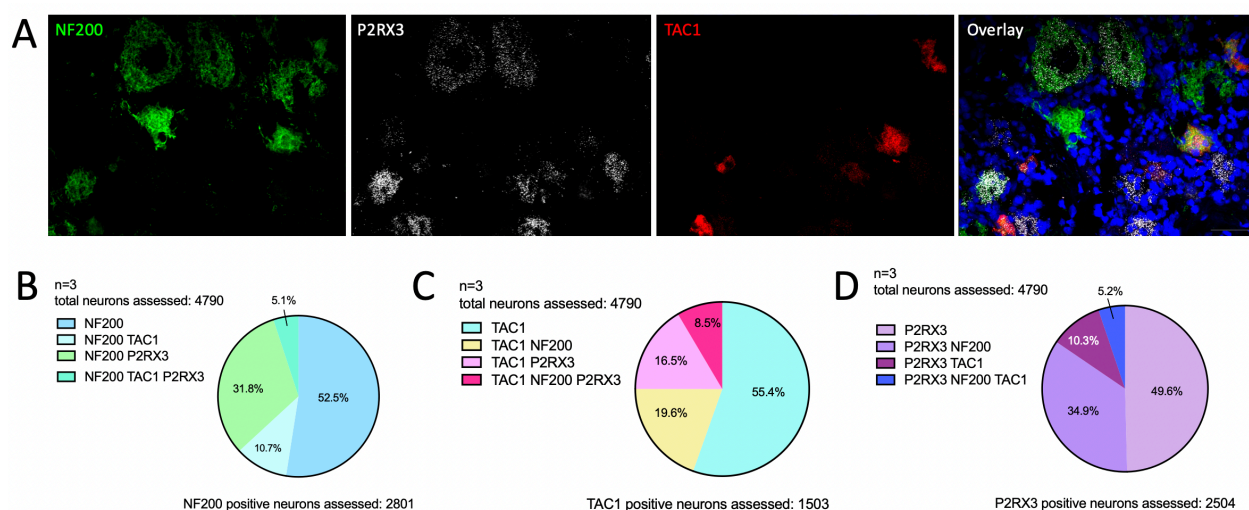 A
NF200
P2RX3
TAC1
Overlay
B
n=3
total neurons assessed: 4790
NF200
NF200 TAC1
NF200 P2RX3
NF200 TAC1 P2RX3
5.1%
31.8%
52.5%
10.7%
NF200 positive neurons assessed: 2801
C
n=3
total neurons assessed: 4790
TAC1
TAC1 NF200
TAC1 P2RX3
TAC1 NF200 P2RX3
8.5%
16.5%
55.4%
19.6%
TAC1 positive neurons assessed: 1503
D
n=3
total neurons assessed: 4790
P2RX3
P2RX3 NF200
P2RX3 TAC1
P2RX3 NF200 TAC1
5.2%
10.3%
49.6%
34.9%
P2RX3 positive neurons assessed: 2504